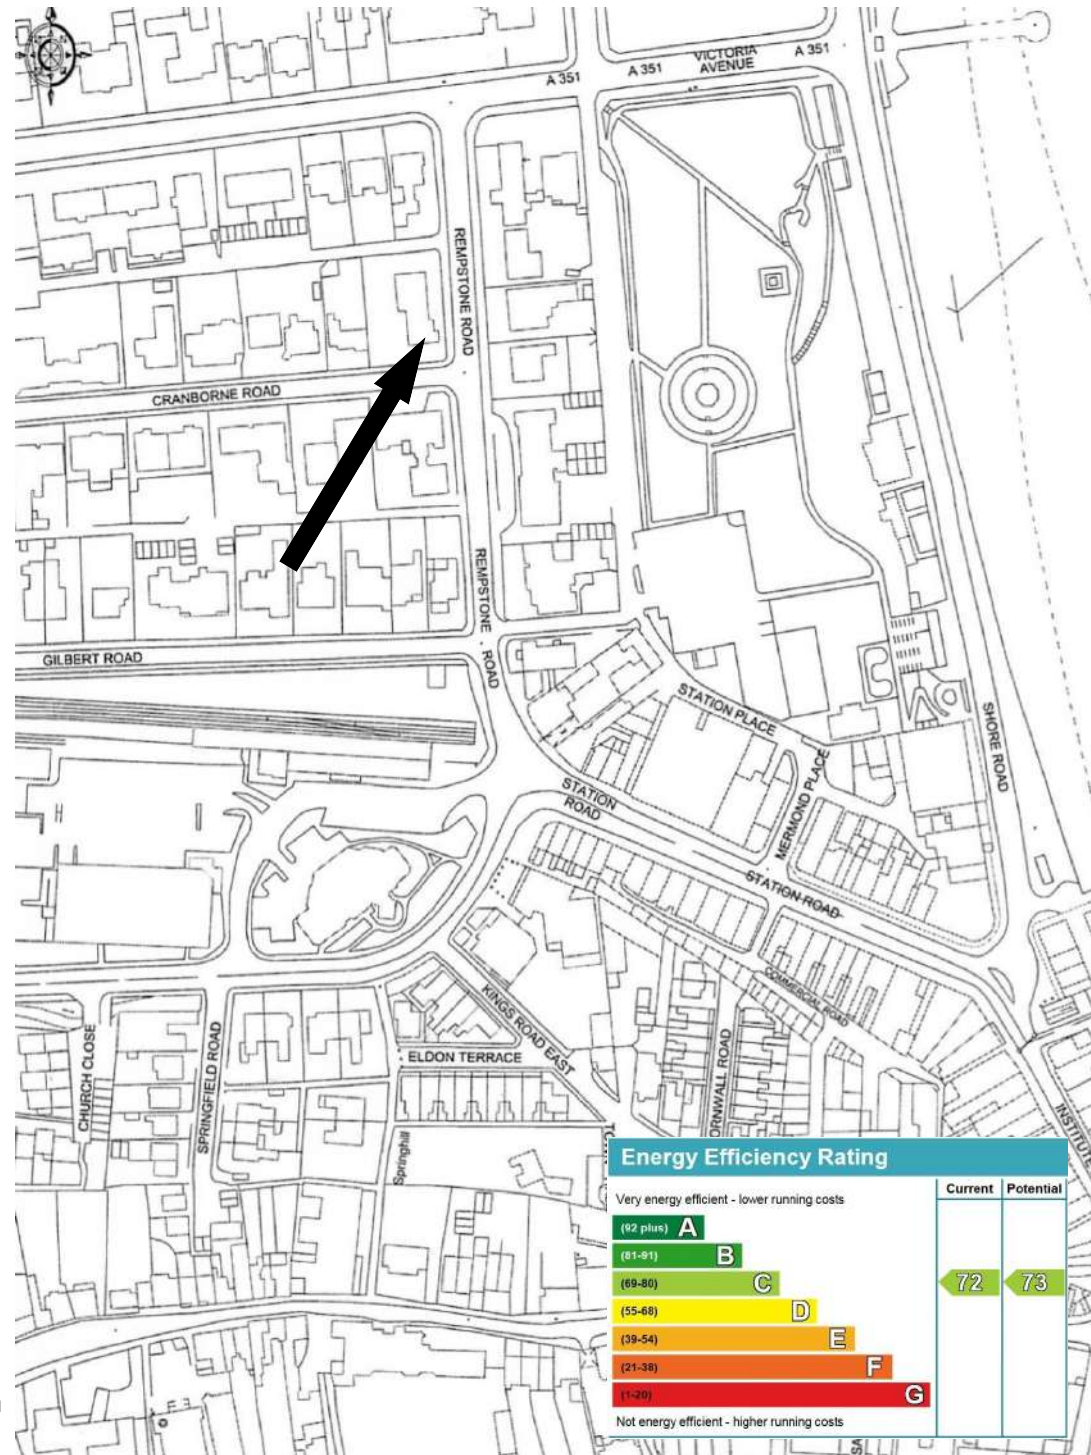 A 351
A 351
VICTORIA
AVENUE
A 351
REMPSTONE ROAD
CRANBORNE ROAD
REMPSTONE ROAD
GILBERT ROAD
STATION PLACE
MERMOND PLACE
SHORE ROAD
STATION
ROAD
STATION ROAD
COMMERCIAL ROAD
KINGS ROAD EAST
ELDON TERRACE
CHURCH CLOSE
SPRINGFIELD ROAD
Springhill
ORNWALL ROAD
INSTITUTE
Energy Efficiency Rating
Current Potential
Very energy efficient - lower running costs
(92 plus) A
(81-91) B
(69-80) C 72 73
(55-68) D
(39-54) E
(21-38) F
(1-20) G
Not energy efficient - higher running costs